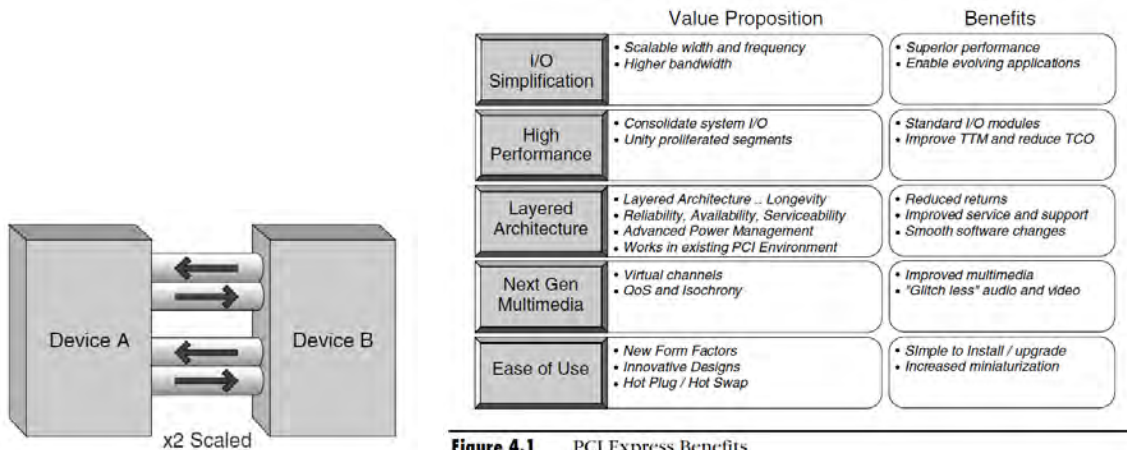 Device A
Device B
x2 Scaled
Value Proposition
Benefits
I/O
Simplification
• Scalable width and frequency
• Higher bandwidth
• Superior performance
• Enable evolving applications
High
Performance
• Consolidate system I/O
• Unity proliferated segments
• Standard I/O modules
• Improve TTM and reduce TCO
Layered
Architecture
• Layered Architecture .. Longevity
• Reliability, Availability, Serviceability
• Advanced Power Management
• Works in existing PCI Environment
• Reduced returns
• Improved service and support
• Smooth software changes
Next Gen
Multimedia
• Virtual channels
• QoS and Isochrony
• Improved multimedia
• "Glitch less" audio and video
Ease of Use
• New Form Factors
• Innovative Designs
• Hot Plug / Hot Swap
• SImple to Install / upgrade
• Increased miniaturization
Figure 4.1 PCI Express Benefits